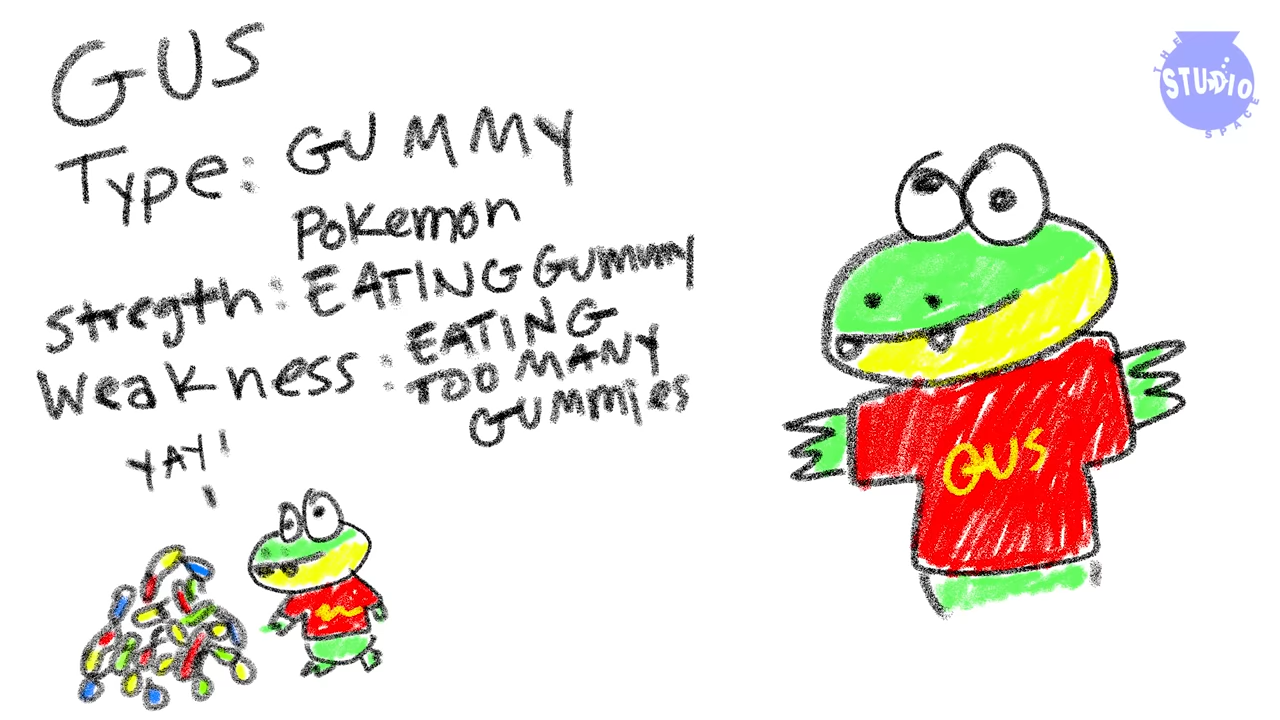 GUS
Type: GUMMY
Pokemon
Stregth: EATING Gummy
Weakness: EATING
TOO MANY
GUMMies
YAY!
GUS
THE
STUDIO
SPACE